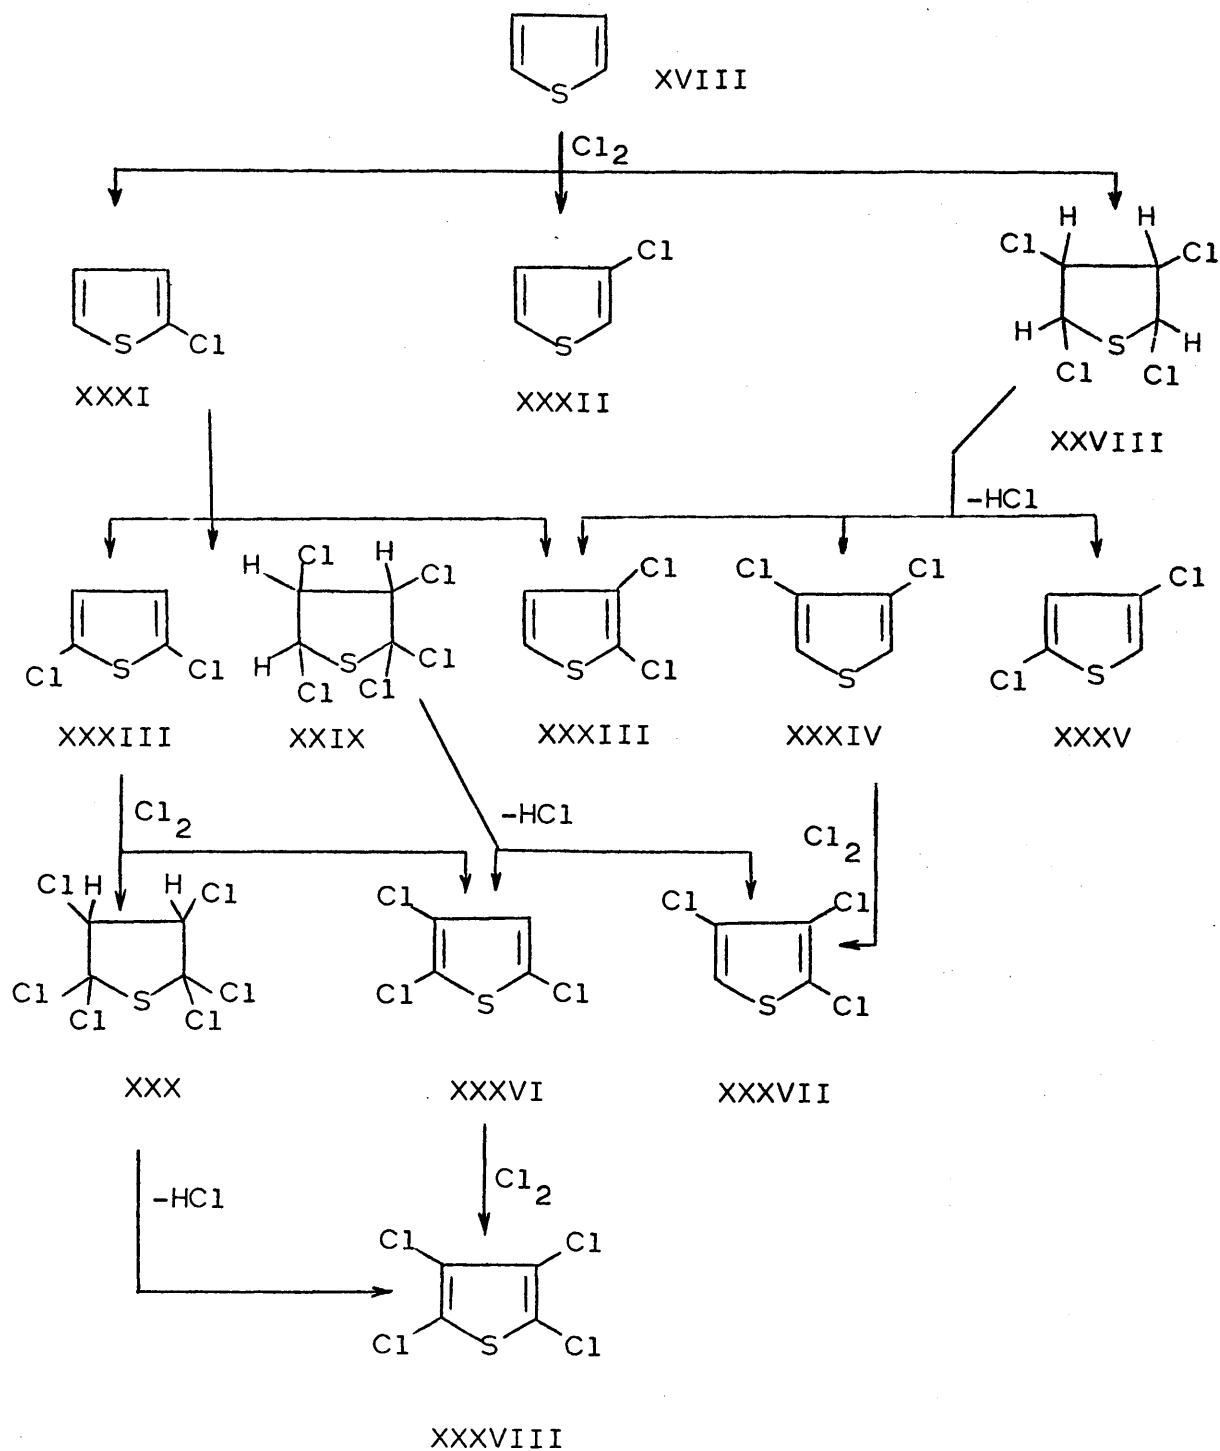 S XVIII
Cl2
Cl S Cl
XXXI
Cl S
XXXII
H H
Cl Cl
H S H
Cl Cl
XXVIII
-HCl
Cl S Cl
XXXIII
H Cl H Cl
H S Cl
Cl Cl
XXIX
Cl
S Cl
XXXIII
Cl Cl
S
XXXIV
Cl
Cl S
XXXV
Cl2
-HCl
Cl2
Cl H H Cl
Cl S Cl
Cl Cl
XXX
Cl
Cl S Cl
XXXVI
Cl Cl
S Cl
XXXVII
-HCl
Cl2
Cl Cl
Cl S Cl
XXXVIII